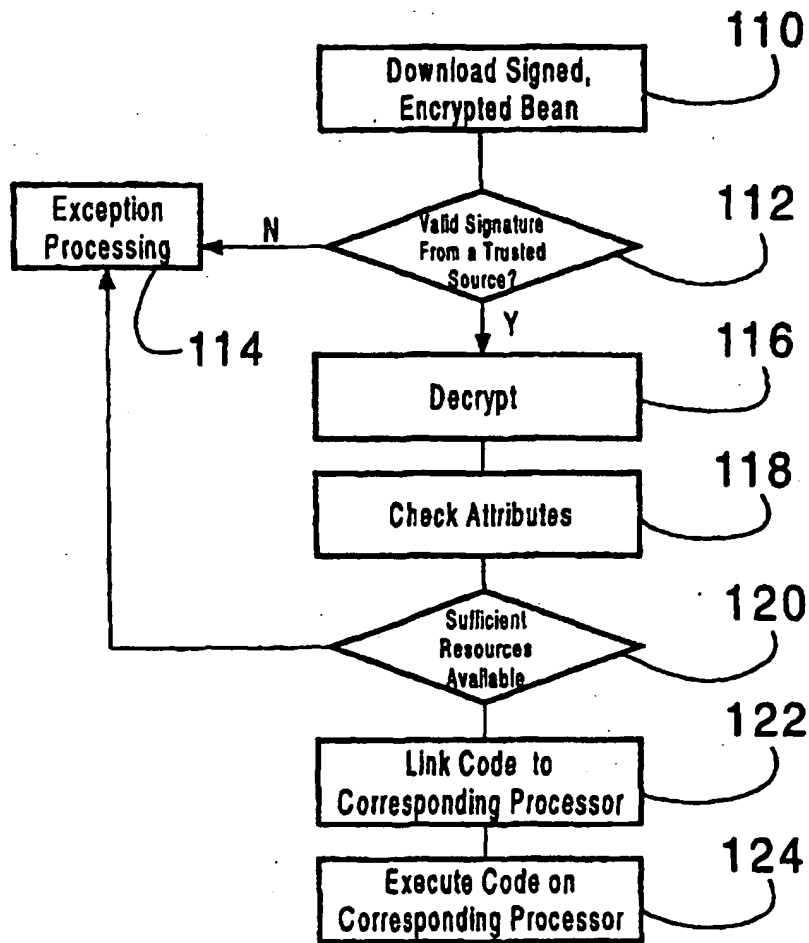 110
Download Signed,
Encrypted Bean
112
Valid Signature
From a Trusted
Source?
N
Exception
Processing
114
Y
116
Decrypt
118
Check Attributes
120
Sufficient
Resources
Available
122
Link Code to
Corresponding Processor
124
Execute Code on
Corresponding Processor